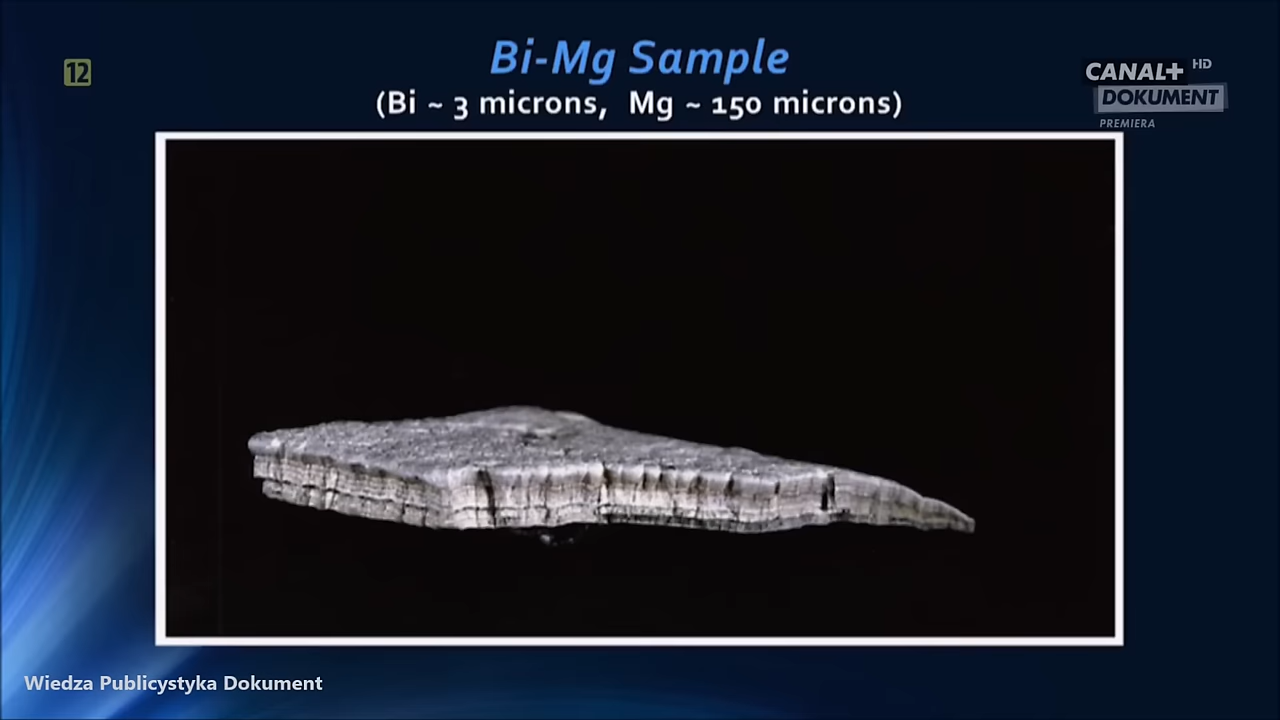 Bi-Mg Sample
(Bi ~ 3 microns, Mg ~ 150 microns)
12
CANAL+ HD
DOKUMENT
PREMIERA
Wiedza Publicystyka Dokument